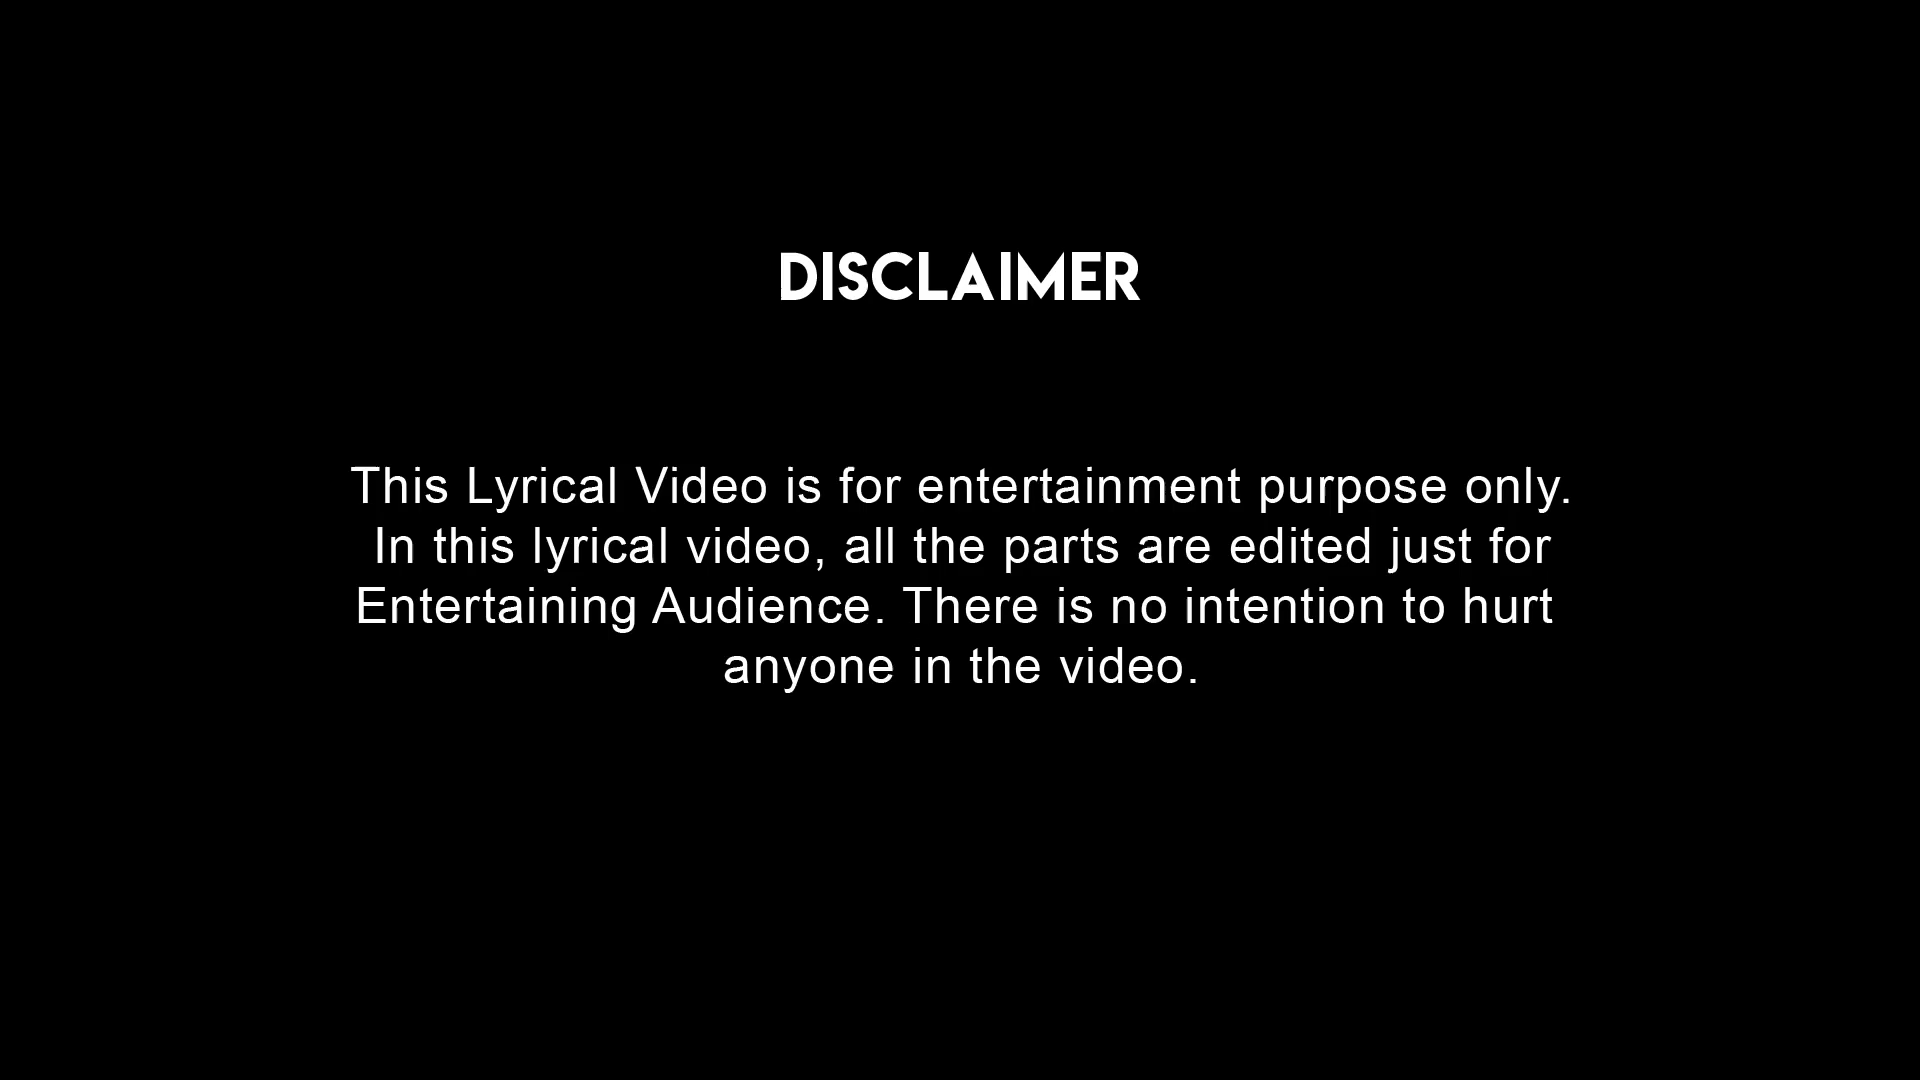 DISCLAIMER
This Lyrical Video is for entertainment purpose only.
In this lyrical video, all the parts are edited just for
Entertaining Audience. There is no intention to hurt
anyone in the video.